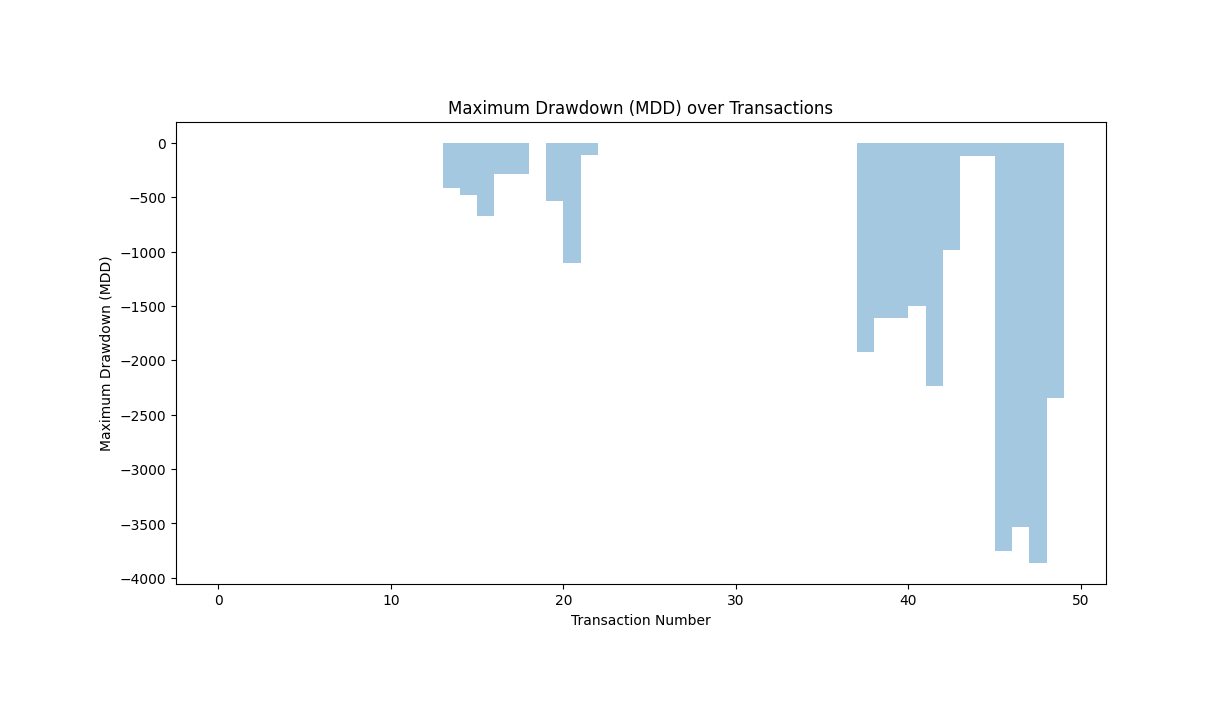 Maximum Drawdown (MDD) over Transactions
Maximum Drawdown (MDD)
0
−500
−1000
−1500
−2000
−2500
−3000
−3500
−4000
0 10 20 30 40 50
Transaction Number